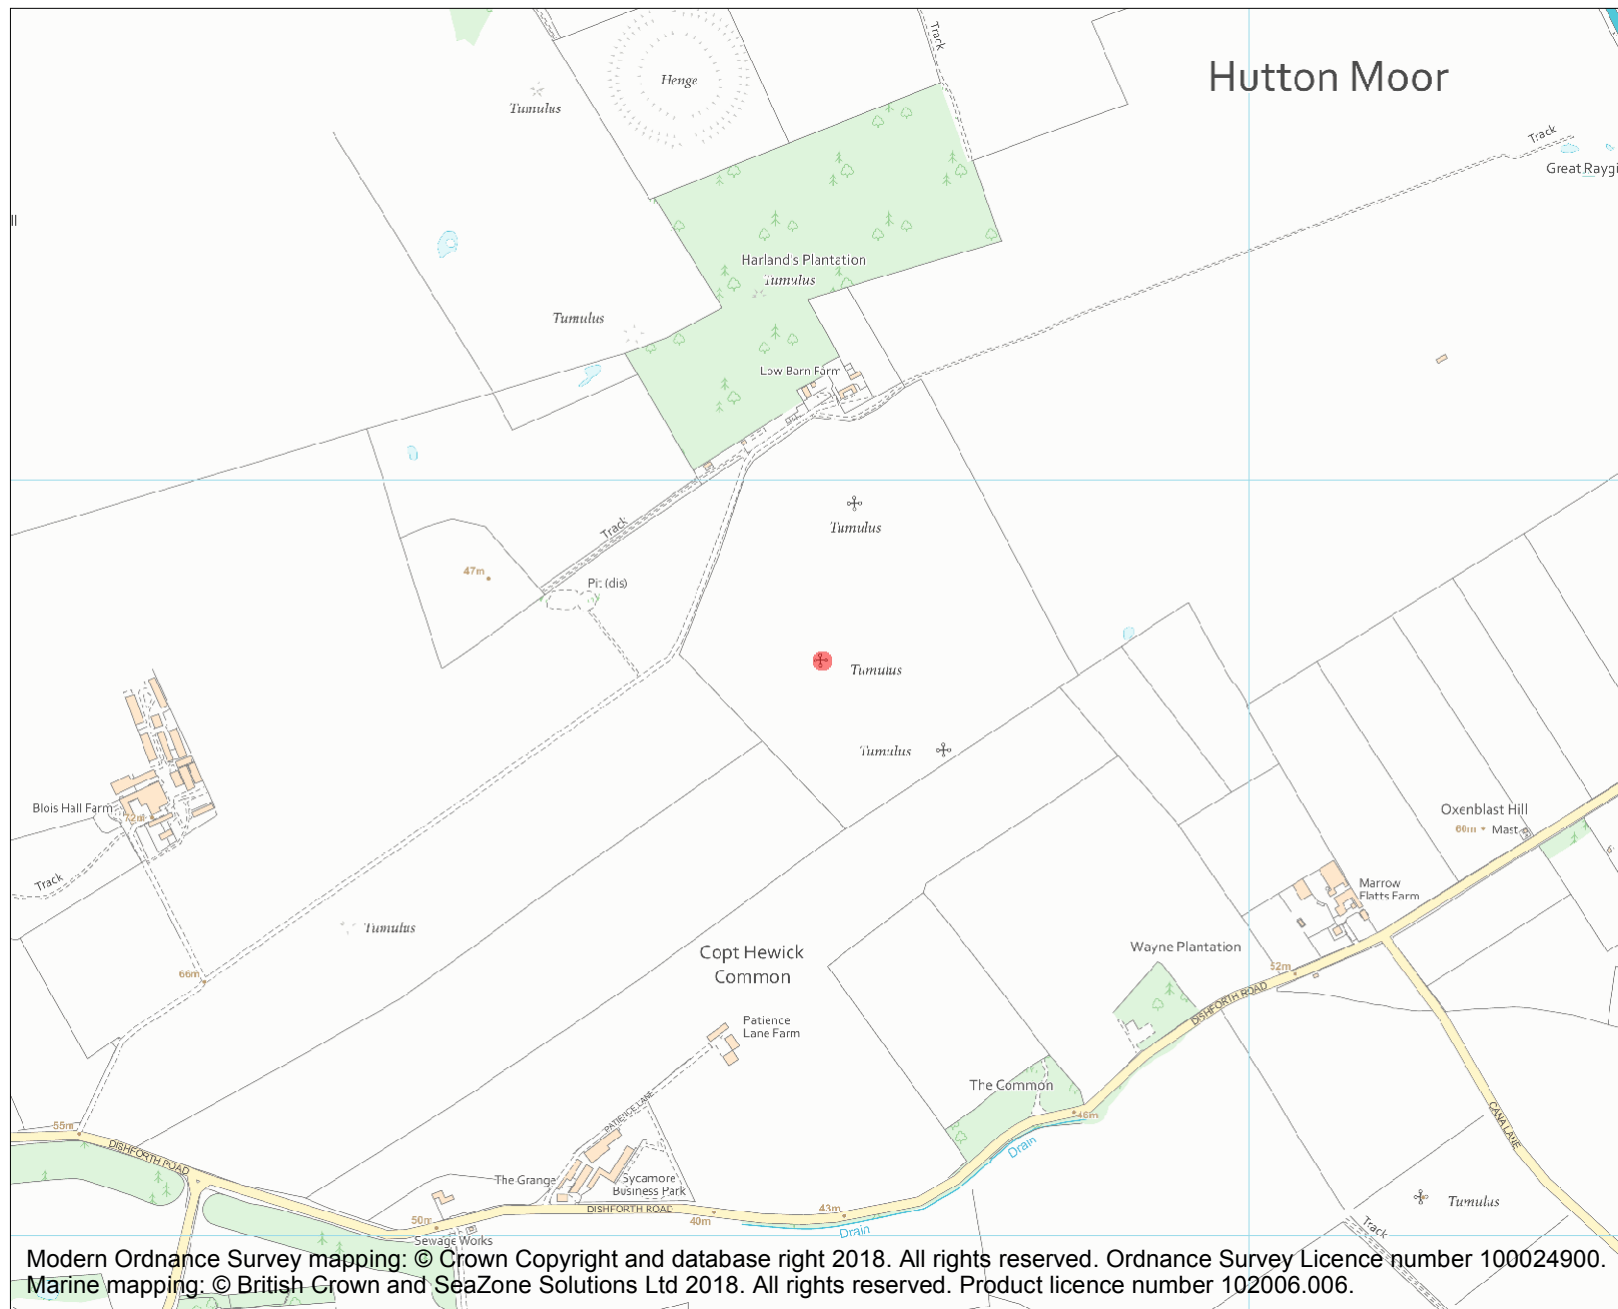 Track
Henge
Hutton Moor
Tumulus
Track
Great Raygi
ll
Harland's Plantation
Tumulus
Tumulus
Low Barn Farm
Track
Tumulus
47m
Pit (dis)
Tumulus
Tumulus
Blois Hall Farm
72m
Oxenblast Hill
60m
Mast
Track
Marrow
Flatts Farm
Tumulus
Copt Hewick
Common
Wayne Plantation
52m
66m
DISHFORTH ROAD
Patience
Lane Farm
The Common
PATIENCE LANE
46m
CANA LANE
55m
DISHFORTH ROAD
Drain
The Grange
Sycamore
Business Park
Tumulus
DISHFORTH ROAD
43m
50m
40m
Drain
Track
Sewage Works
Modern Ordnance Survey mapping: © Crown Copyright and database right 2018. All rights reserved. Ordnance Survey Licence number 100024900.
Marine mapping: © British Crown and SeaZone Solutions Ltd 2018. All rights reserved. Product licence number 102006.006.